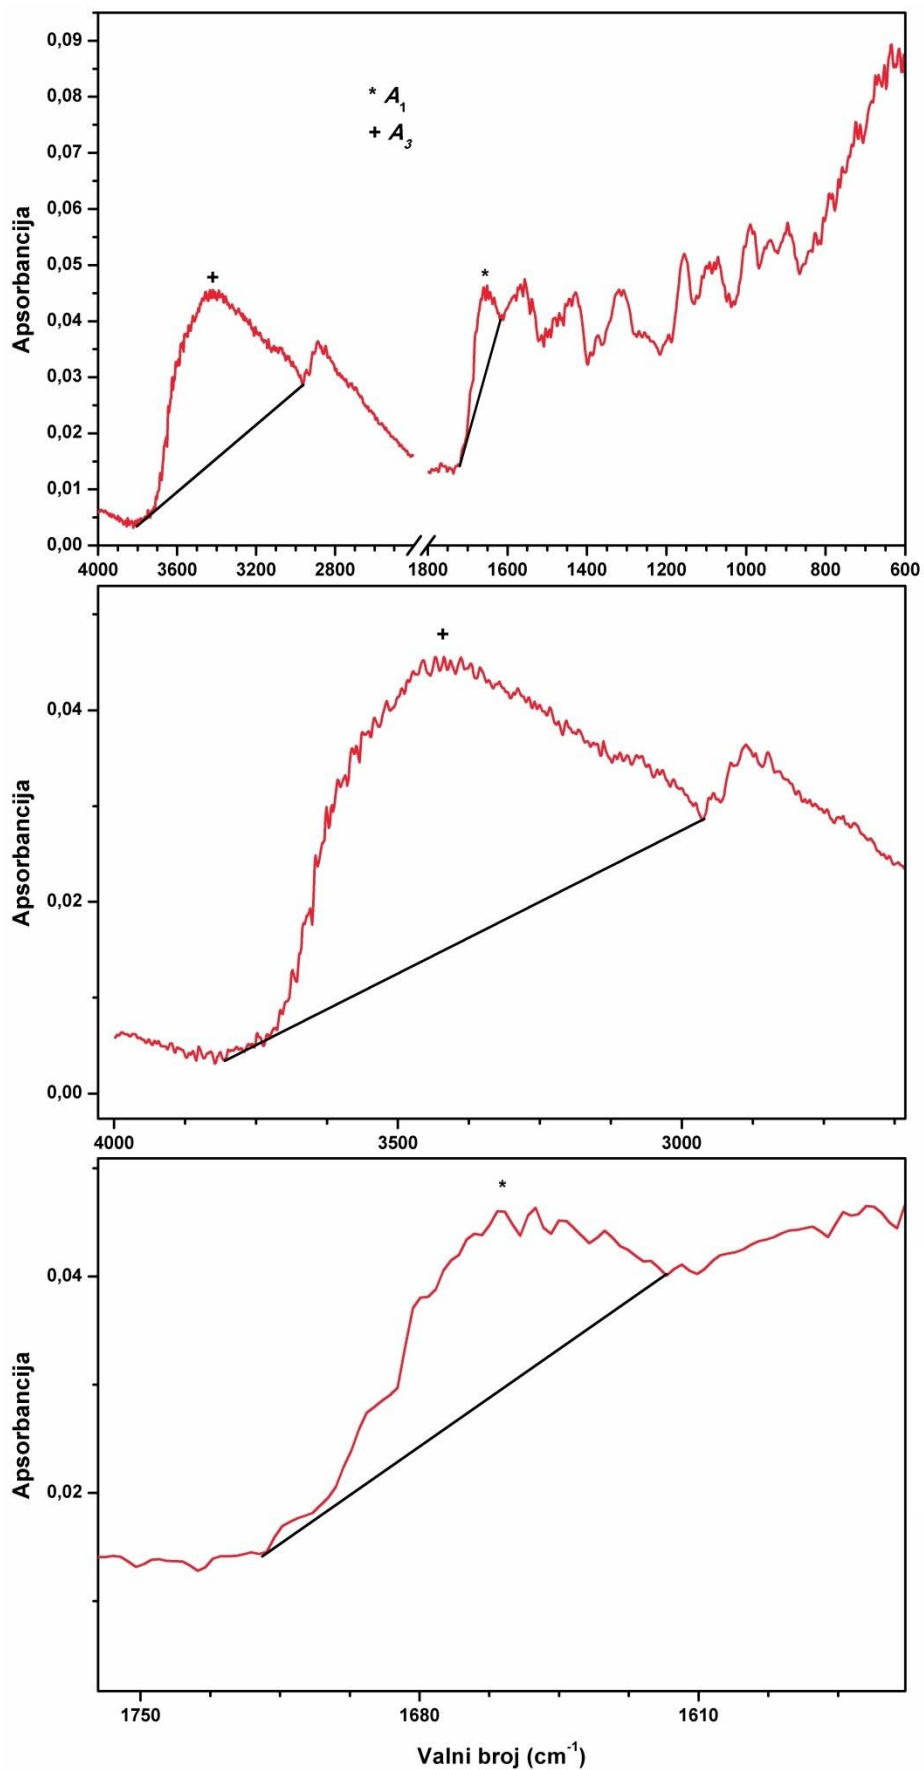 0,09
0,08
* A₁
+ A₃
0,07
0,06
Apsorbancija
+
*
0,05
0,04
0,03
0,02
0,01
0,00
4000 3600 3200 2800 1800 1600 1400 1200 1000 800 600
+
0,04
Apsorbancija
0,02
0,00
4000 3500 3000
*
0,04
Apsorbancija
0,02
1750 1680 1610
Valni broj (cm⁻¹)